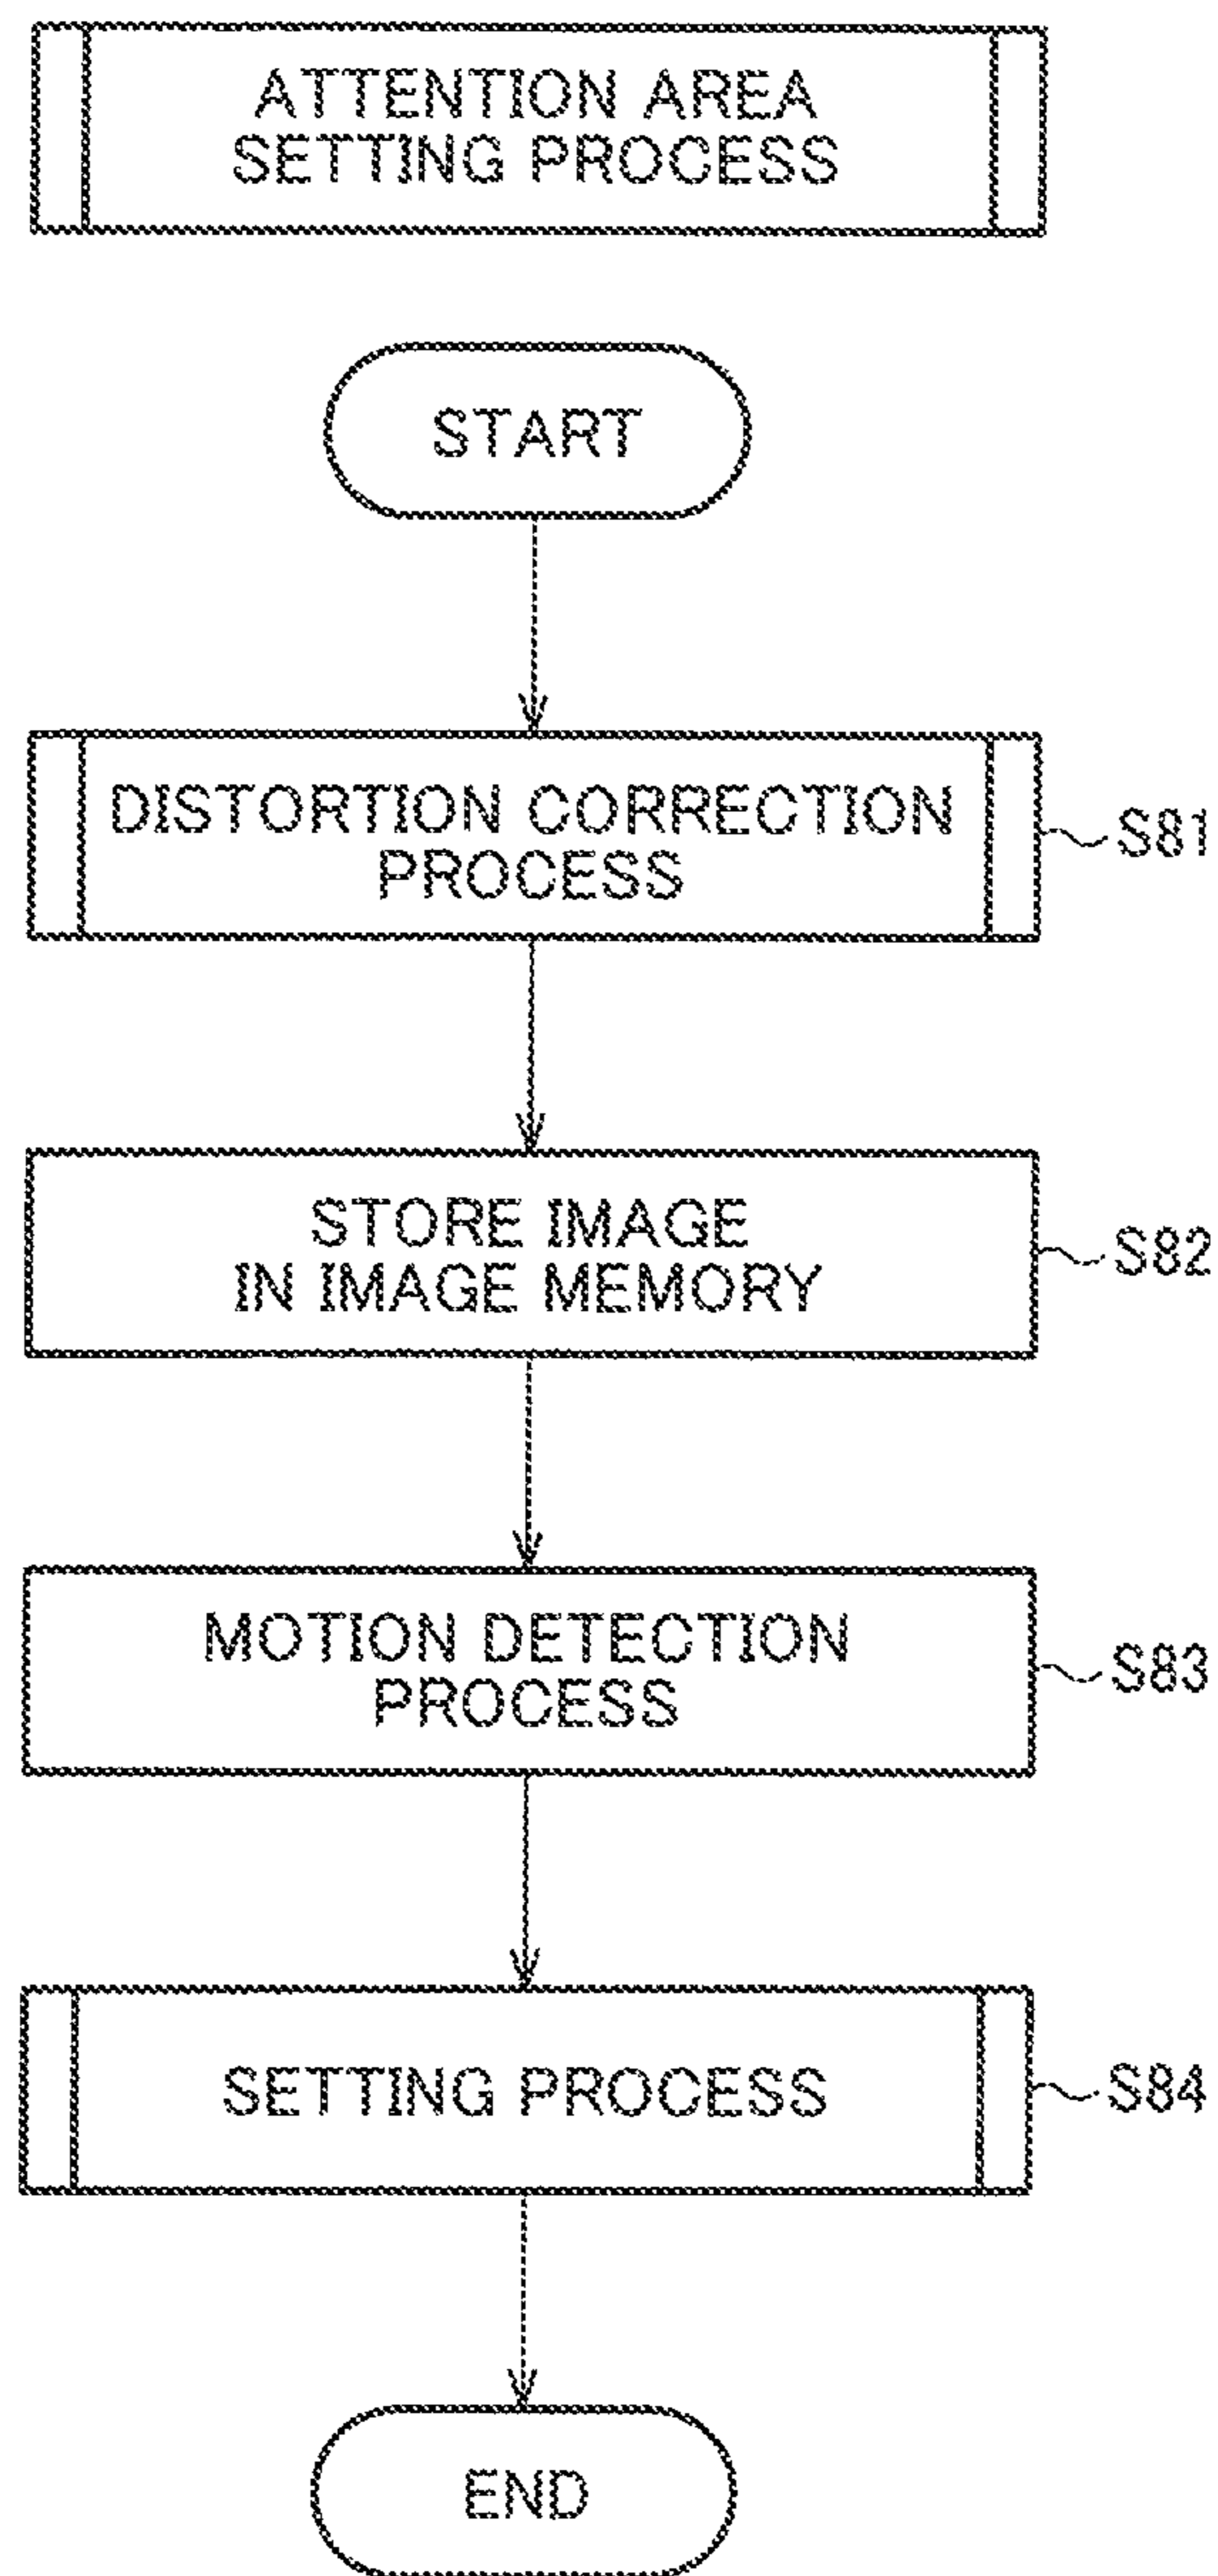 ATTENTION AREA
SETTING PROCESS
START
DISTORTION CORRECTION
PROCESS
S81
STORE IMAGE
IN IMAGE MEMORY
S82
MOTION DETECTION
PROCESS
S83
SETTING PROCESS
S84
END